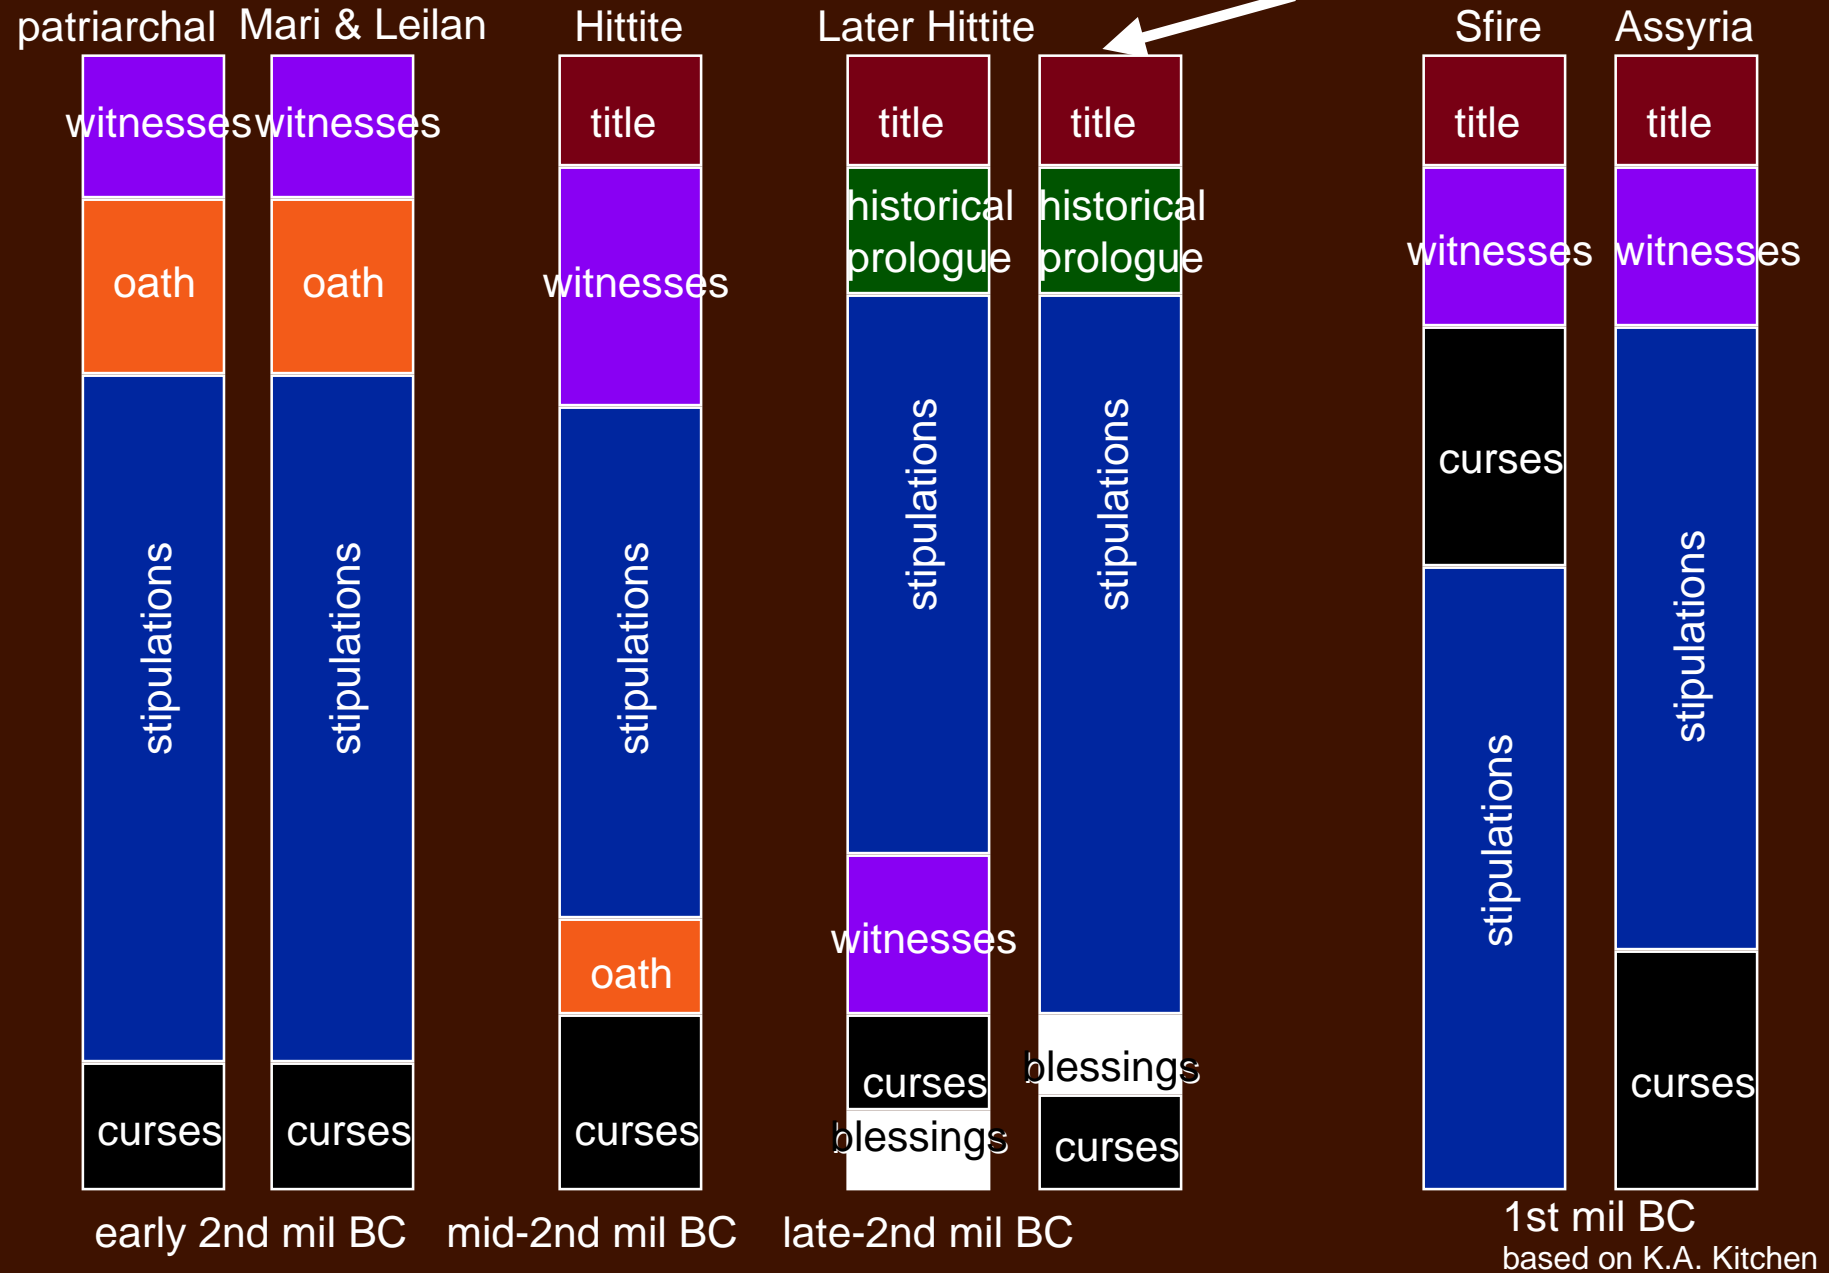 patriarchal
Mari & Leilan
Hittite
Later Hittite
Sfire
Assyria
witnesses
oath
stipulations
curses
witnesses
oath
stipulations
curses
title
witnesses
stipulations
oath
curses
title
historical
prologue
stipulations
witnesses
curses
blessings
title
historical
prologue
stipulations
blessings
curses
title
witnesses
curses
stipulations
title
witnesses
stipulations
curses
early 2nd mil BC
mid-2nd mil BC
late-2nd mil BC
1st mil BC
based on K.A. Kitchen